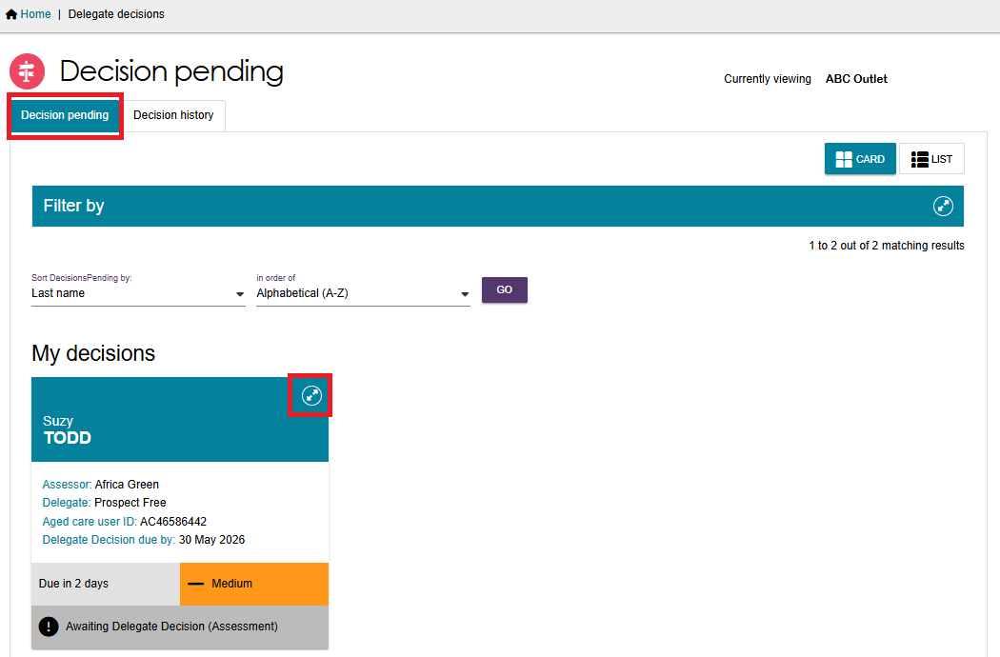 Home | Delegate decisions
Decision pending
Currently viewing ABC Outlet
Decision pending Decision history
CARD LIST
Filter by
1 to 2 out of 2 matching results
Sort DecisionsPending by: in order of
Last name Alphabetical (A-Z) GO
My decisions
Suzy
TODD
Assessor: Africa Green
Delegate: Prospect Free
Aged care user ID: AC46586442
Delegate Decision due by: 30 May 2026
Due in 2 days Medium
Awaiting Delegate Decision (Assessment)